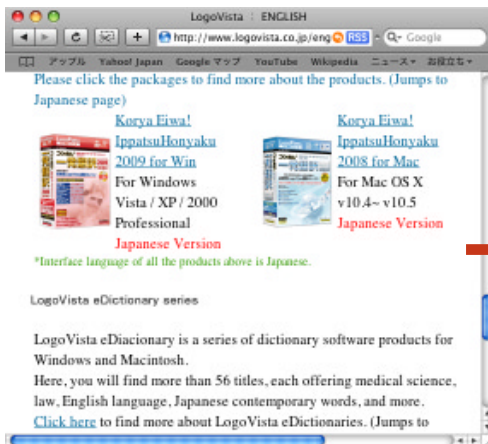 LogoVista : ENGLISH
http://www.logovista.co.jp/eng RSS Q- Google
アップル Yahoo! Japan Google マップ YouTube Wikipedia ニュース お役立ち
Please click the packages to find more about the products. (Jumps to
Japanese page)
Korya Eiwa!
IppatsuHonyaku
2009 for Win
For Windows
Vista / XP / 2000
Professional
Japanese Version
Korya Eiwa!
IppatsuHonyaku
2008 for Mac
For Mac OS X
v10.4~ v10.5
Japanese Version
*Interface language of all the products above is Japanese.
LogoVista eDictionary series
LogoVista eDiacionary is a series of dictionary software products for
Windows and Macintosh.
Here, you will find more than 56 titles, each offering medical science,
law, English language, Japanese contemporary words, and more.
Click here to find more about LogoVista eDictionaries. (Jumps to